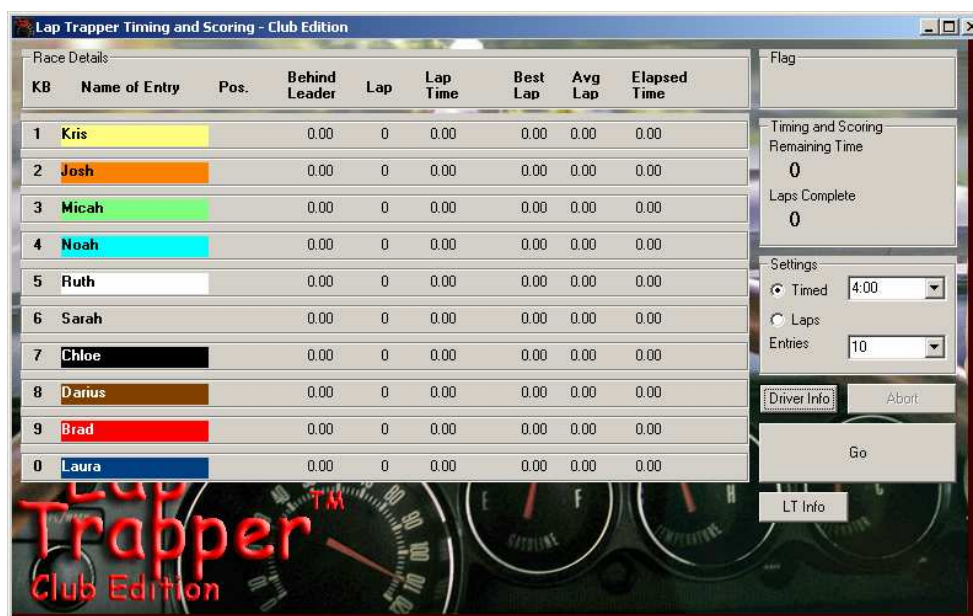 Lap Trapper Timing and Scoring - Club Edition
Race Details
KB Name of Entry Pos. Behind Leader Lap Lap Time Best Lap Avg Lap Elapsed Time
1 Kris 0.00 0 0.00 0.00 0.00 0.00
2 Josh 0.00 0 0.00 0.00 0.00 0.00
3 Micah 0.00 0 0.00 0.00 0.00 0.00
4 Noah 0.00 0 0.00 0.00 0.00 0.00
5 Ruth 0.00 0 0.00 0.00 0.00 0.00
6 Sarah 0.00 0 0.00 0.00 0.00 0.00
7 Chloe 0.00 0 0.00 0.00 0.00 0.00
8 Darius 0.00 0 0.00 0.00 0.00 0.00
9 Brad 0.00 0 0.00 0.00 0.00 0.00
0 Laura 0.00 0 0.00 0.00 0.00 0.00
Flag
Timing and Scoring
Remaining Time
0
Laps Complete
0
Settings
Timed 4:00
Laps
Entries 10
Driver Info Abort
Go
LT Info
Lap
Trapper TM
Club Edition
E F
GASOLINE
H
TEMPERATURE
80
100